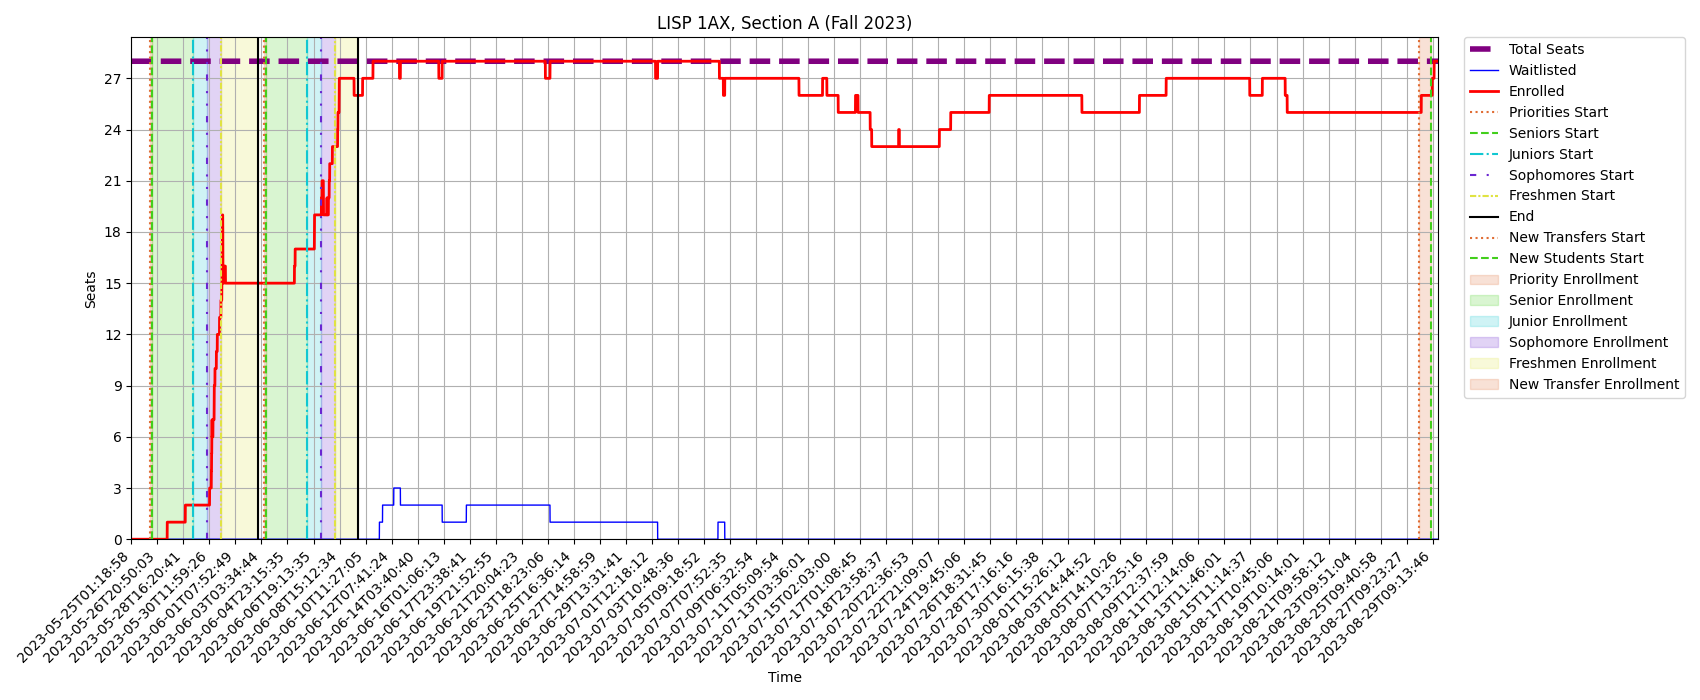 LISP 1AX, Section A (Fall 2023)
Seats
27
24
21
18
15
12
9
6
3
0
2023-05-25T01:18:58
2023-05-26T20:50:03
2023-05-28T16:20:41
2023-05-30T11:59:26
2023-06-01T07:52:49
2023-06-03T03:34:44
2023-06-04T23:15:35
2023-06-06T19:13:35
2023-06-08T15:12:34
2023-06-10T11:27:05
2023-06-12T07:41:24
2023-06-14T03:40:40
2023-06-16T01:06:13
2023-06-17T23:38:41
2023-06-19T21:52:55
2023-06-21T20:04:23
2023-06-23T18:23:06
2023-06-25T16:36:14
2023-06-27T14:58:59
2023-06-29T13:31:41
2023-07-01T12:18:12
2023-07-03T10:48:36
2023-07-05T09:18:52
2023-07-07T07:52:35
2023-07-09T06:32:54
2023-07-11T05:09:54
2023-07-13T03:36:01
2023-07-15T02:03:00
2023-07-17T01:08:45
2023-07-18T23:58:37
2023-07-20T22:36:53
2023-07-22T21:09:07
2023-07-24T19:45:06
2023-07-26T18:31:45
2023-07-28T17:16:16
2023-07-30T16:15:38
2023-08-01T15:26:12
2023-08-03T14:44:52
2023-08-05T14:10:26
2023-08-07T13:25:16
2023-08-09T12:37:59
2023-08-11T12:14:06
2023-08-13T11:46:01
2023-08-15T11:14:37
2023-08-17T10:45:06
2023-08-19T10:14:01
2023-08-21T09:58:12
2023-08-23T09:51:04
2023-08-25T09:40:58
2023-08-27T09:23:27
2023-08-29T09:13:46
Time
Total Seats
Waitlisted
Enrolled
Priorities Start
Seniors Start
Juniors Start
Sophomores Start
Freshmen Start
End
New Transfers Start
New Students Start
Priority Enrollment
Senior Enrollment
Junior Enrollment
Sophomore Enrollment
Freshmen Enrollment
New Transfer Enrollment